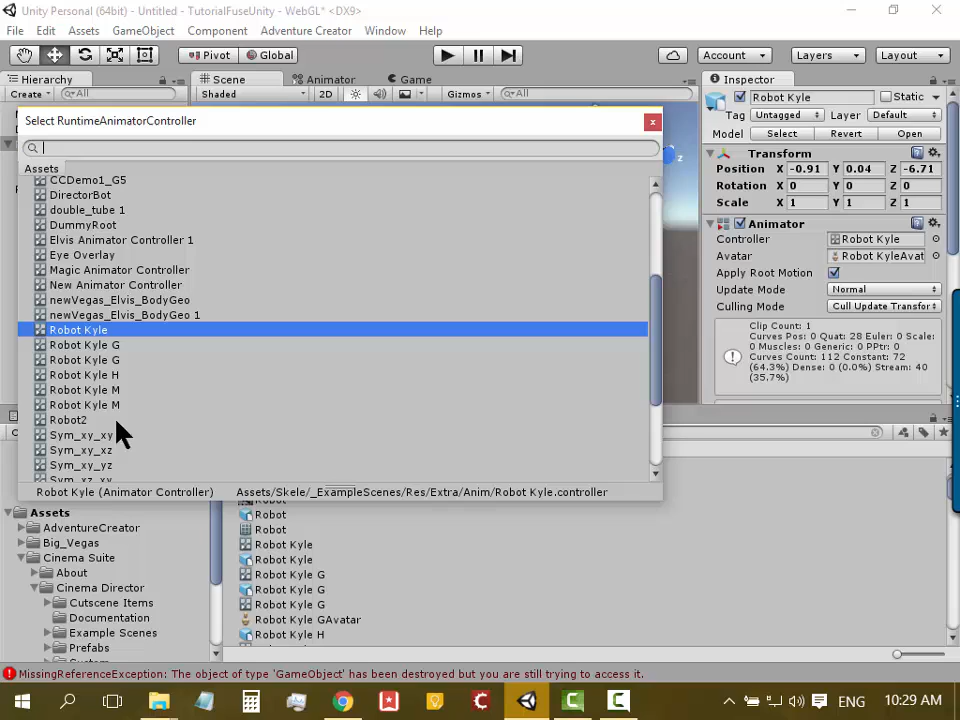 Unity Personal (64bit) - Untitled* - TutorialFuseUnity - WebGL* <DX9>
File Edit Assets GameObject Component Adventure Creator Window Help
Pivot Global Account Layers Layout
Hierarchy Scene Animator Game Inspector
Create All Shaded 2D Gizmos All
Robot Kyle Static
Tag Untagged Layer Default
Model Select Revert Open
Transform
Position X -0.91 Y 0.04 Z -6.71
Rotation X 0 Y 0 Z 0
Scale X 1 Y 1 Z 1
Animator
Controller Robot Kyle
Avatar Robot KyleAvat
Apply Root Motion
Update Mode Normal
Culling Mode Cull Update Transfor
Clip Count: 1
Curves Pos: 0 Quat: 28 Euler: 0 Scale:
0 Muscles: 0 Generic: 0 PPtr: 0
Curves Count: 112 Constant: 72
(64.3%) Dense: 0 (0.0%) Stream: 40
(35.7%)
z
Select RuntimeAnimatorController
Assets
CCDemo1_G5
DirectorBot
double_tube 1
DummyRoot
Elvis Animator Controller 1
Eye Overlay
Magic Animator Controller
New Animator Controller
newVegas_Elvis_BodyGeo
newVegas_Elvis_BodyGeo 1
Robot Kyle
Robot Kyle G
Robot Kyle G
Robot Kyle H
Robot Kyle M
Robot Kyle M
Robot2
Sym_xy_xy
Sym_xy_xz
Sym_xy_yz
Sym_xz_xy
Robot Kyle (Animator Controller) Assets/Skele/_ExampleScenes/Res/Extra/Anim/Robot Kyle.controller
Assets
AdventureCreator
Big_Vegas
Cinema Suite
About
Cinema Director
Cutscene Items
Documentation
Example Scenes
Prefabs
System
Robot
Robot
Robot
Robot Kyle
Robot Kyle
Robot Kyle G
Robot Kyle G
Robot Kyle G
Robot Kyle GAvatar
Robot Kyle H
MissingReferenceException: The object of type 'GameObject' has been destroyed but you are still trying to access it.
ENG 10:29 AM